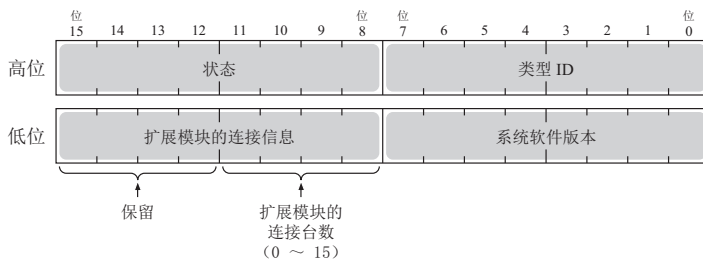 位 位 位 位
15 14 13 12 11 10 9 8 7 6 5 4 3 2 1 0
高位 状态 类型 ID
低位 扩展模块的连接信息 系统软件版本
保留 扩展模块的
连接台数
（0 ～ 15）